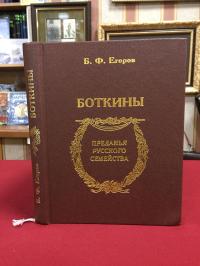 Б. Ф. Егоров
БОТКИНЫ
ПРЕДАНЬЯ
РУССКОГО
СЕМЕЙСТВА
Б. Ф. Егоров
БОТКИНЫ